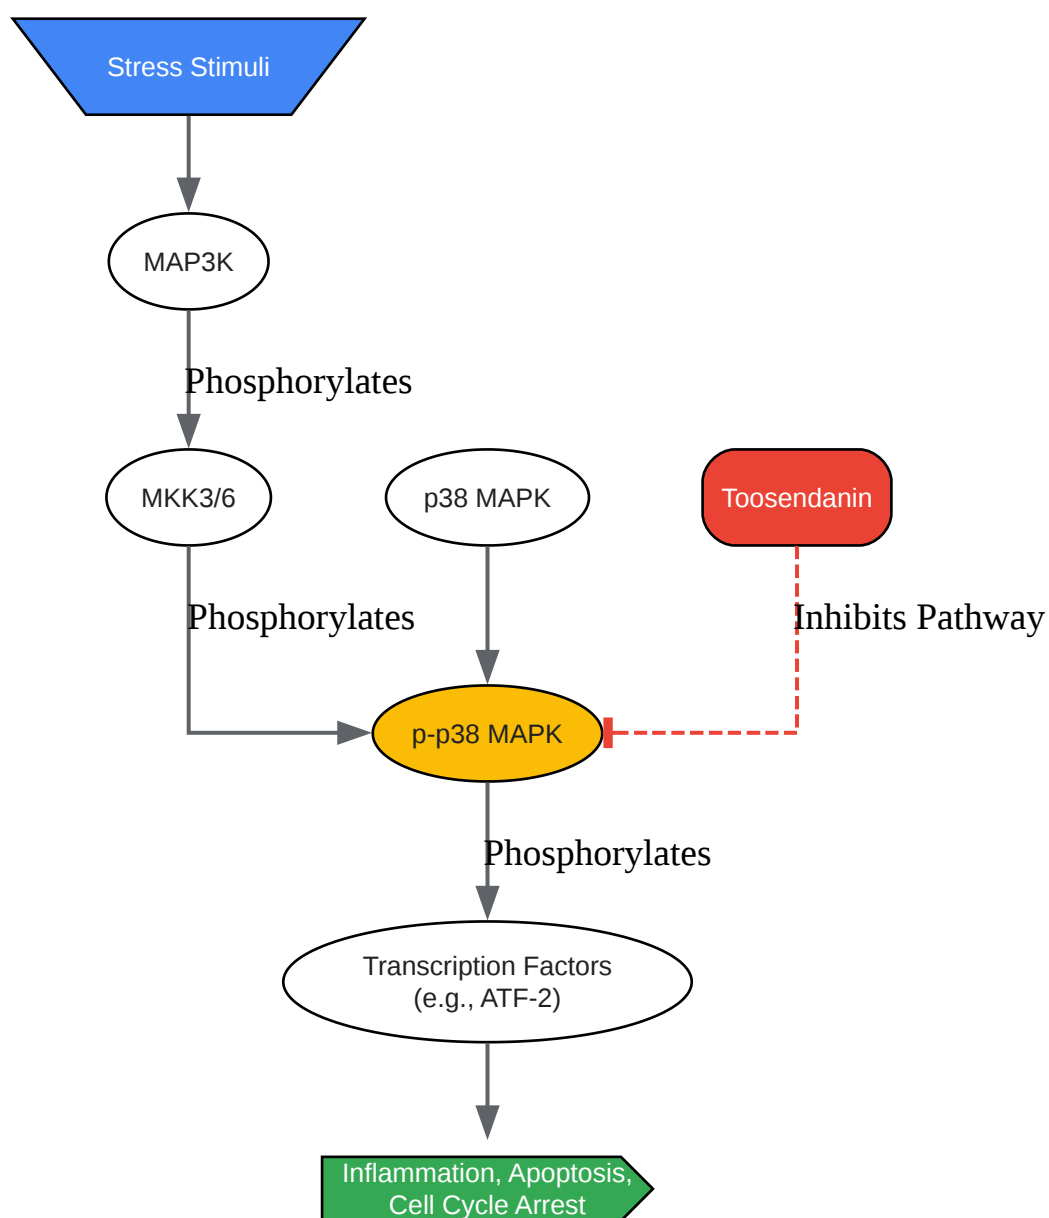 Stress Stimuli
MAP3K
Phosphorylates
MKK3/6
p38 MAPK
Toosendanin
Phosphorylates
Inhibits Pathway
p-p38 MAPK
Phosphorylates
Transcription Factors
(e.g., ATF-2)
Inflammation, Apoptosis,
Cell Cycle Arrest